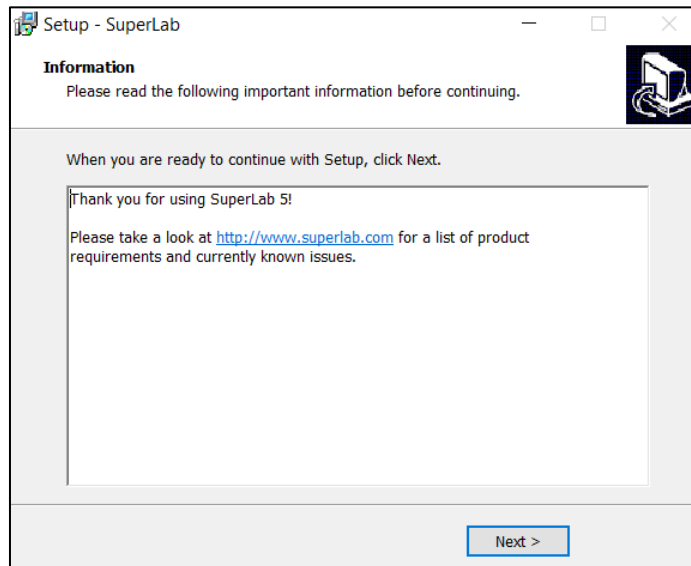 Setup - SuperLab
Information
Please read the following important information before continuing.
When you are ready to continue with Setup, click Next.
Thank you for using SuperLab 5!
Please take a look at http://www.superlab.com for a list of product
requirements and currently known issues.
Next >